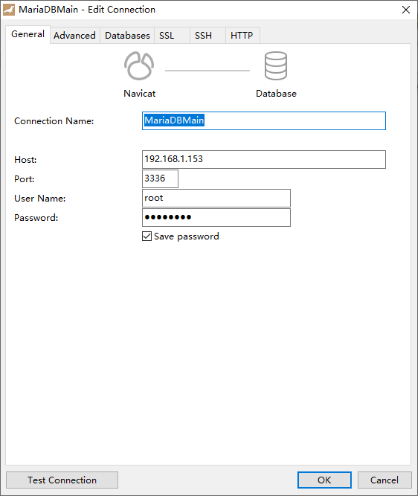 MariaDBMain - Edit Connection
General Advanced Databases SSL SSH HTTP
Navicat Database
Connection Name: MariaDBMain
Host: 192.168.1.153
Port: 3336
User Name: root
Password: ●●●●●●●●
Save password
Test Connection OK Cancel